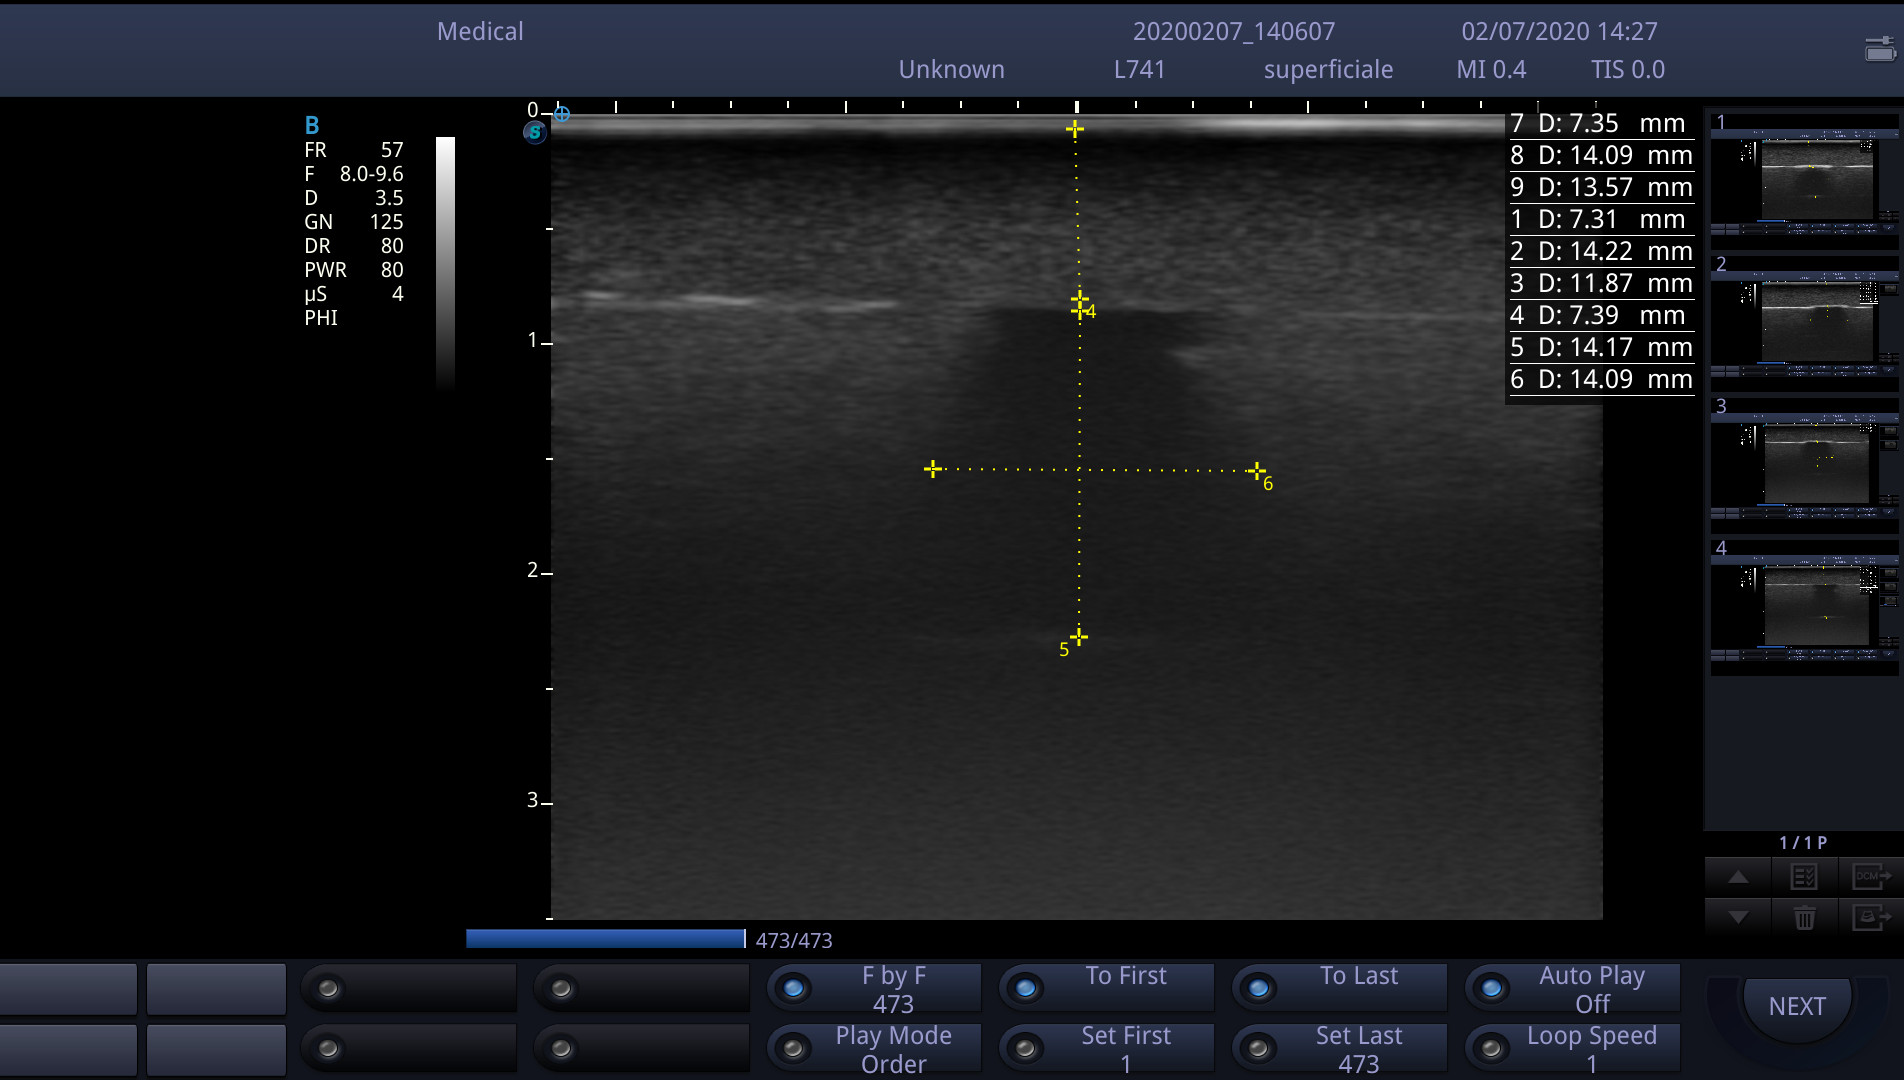 Medical
20200207_140607
02/07/2020 14:27
Unknown
L741
superficiale
MI 0.4
TIS 0.0
B
FR 57
F 8.0-9.6
D 3.5
GN 125
DR 80
PWR 80
µS 4
PHI
0
S
1
2
3
4
5
6
7 D: 7.35 mm
8 D: 14.09 mm
9 D: 13.57 mm
1 D: 7.31 mm
2 D: 14.22 mm
3 D: 11.87 mm
4 D: 7.39 mm
5 D: 14.17 mm
6 D: 14.09 mm
1
2
3
4
1 / 1 P
DCM
473/473
F by F
473
To First
To Last
Auto Play
Off
Play Mode
Order
Set First
1
Set Last
473
Loop Speed
1
NEXT